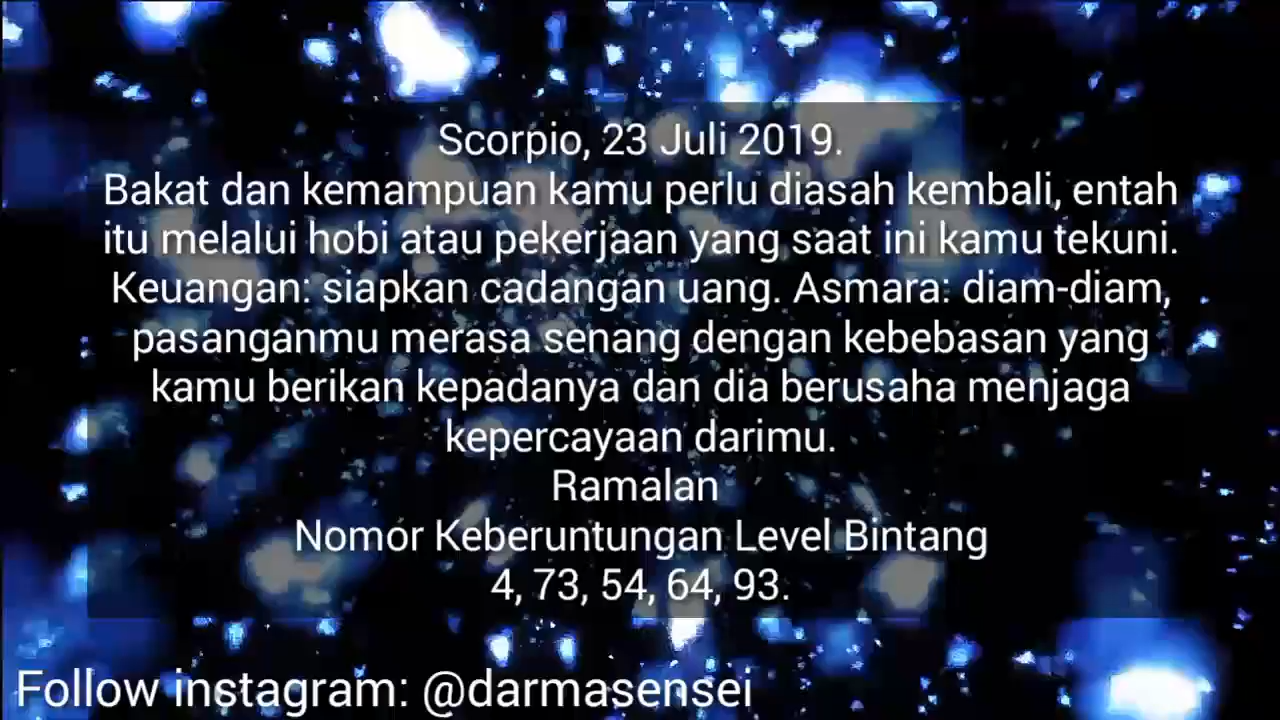 Scorpio, 23 Juli 2019.
Bakat dan kemampuan kamu perlu diasah kembali, entah
itu melalui hobi atau pekerjaan yang saat ini kamu tekuni.
Keuangan: siapkan cadangan uang. Asmara: diam-diam,
pasanganmu merasa senang dengan kebebasan yang
kamu berikan kepadanya dan dia berusaha menjaga
kepercayaan darimu.
Ramalan
Nomor Keberuntungan Level Bintang
4, 73, 54, 64, 93.
Follow instagram: @darmasensei